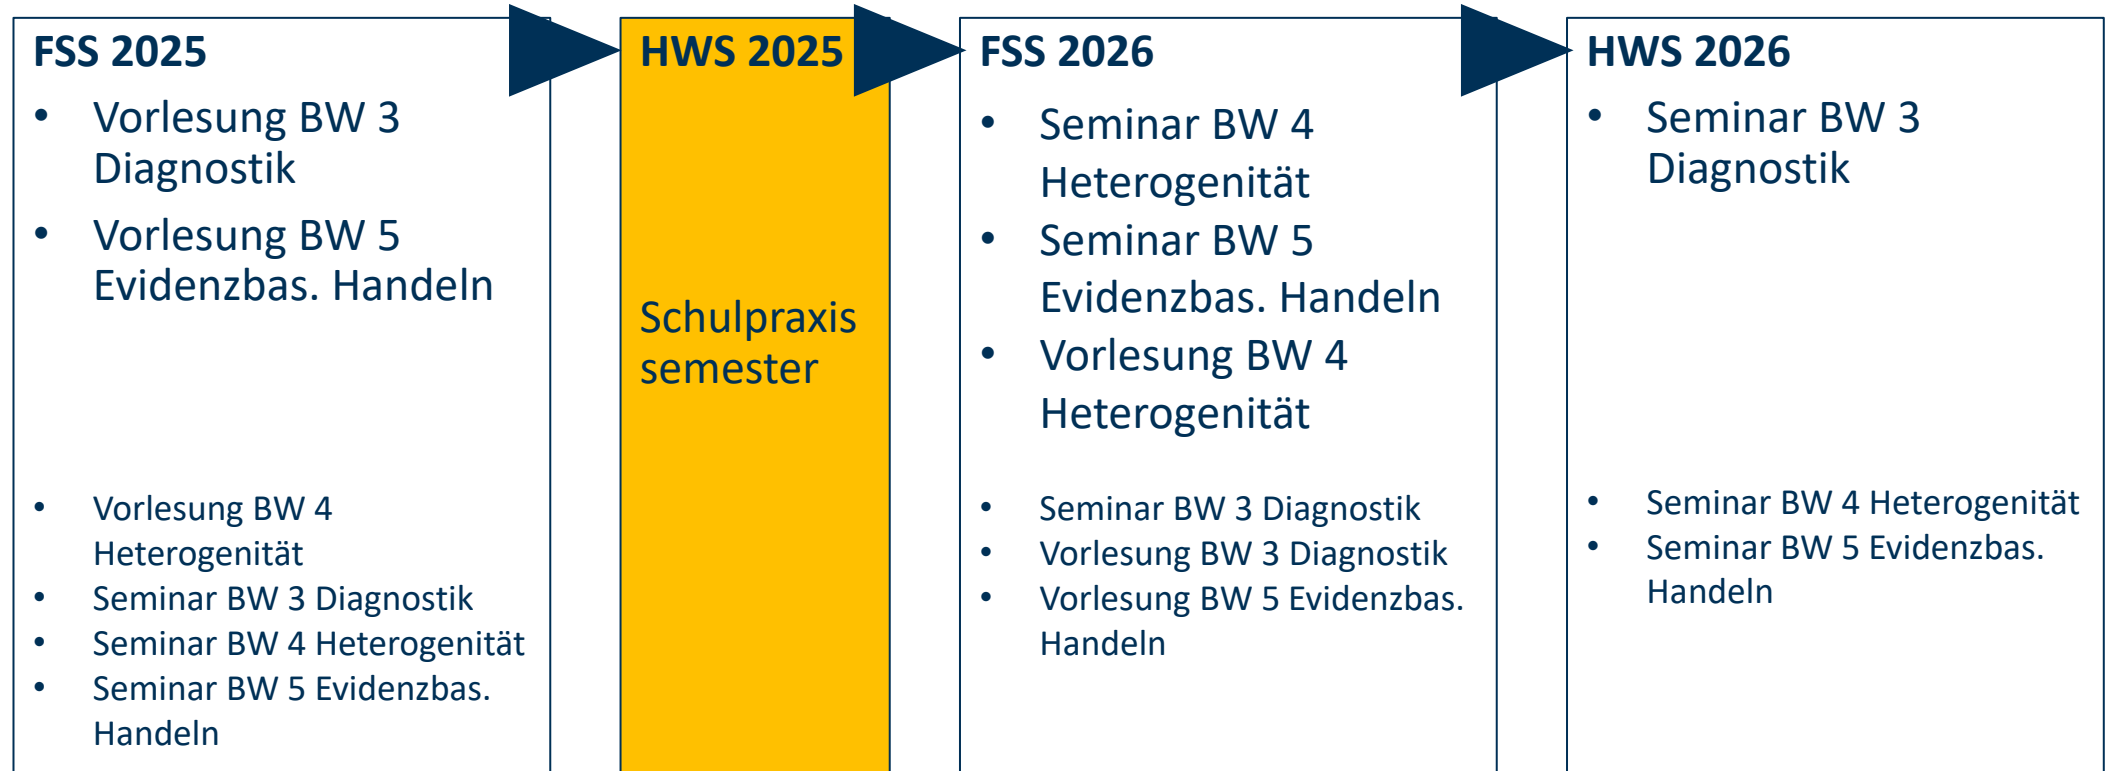 FSS 2025
• Vorlesung BW 3
Diagnostik
• Vorlesung BW 5
Evidenzbas. Handeln
• Vorlesung BW 4
Heterogenität
• Seminar BW 3 Diagnostik
• Seminar BW 4 Heterogenität
• Seminar BW 5 Evidenzbas.
Handeln
HWS 2025
Schulpraxis
semester
FSS 2026
• Seminar BW 4
Heterogenität
• Seminar BW 5
Evidenzbas. Handeln
• Vorlesung BW 4
Heterogenität
• Seminar BW 3 Diagnostik
• Vorlesung BW 3 Diagnostik
• Vorlesung BW 5 Evidenzbas.
Handeln
HWS 2026
• Seminar BW 3
Diagnostik
• Seminar BW 4 Heterogenität
• Seminar BW 5 Evidenzbas.
Handeln